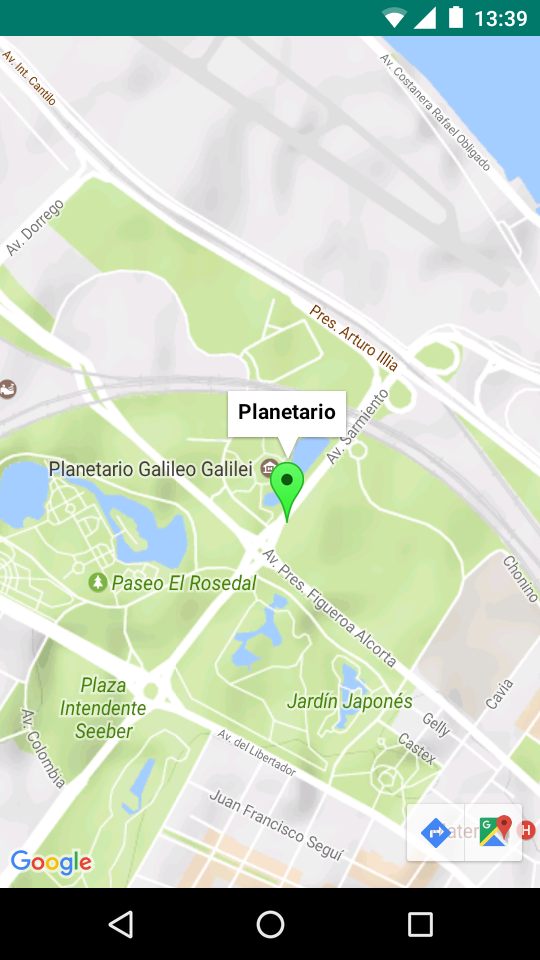 13:39
Av. Int. Cantilo
Av. Costanera Rafael Obligado
Av. Dorrego
Pres. Arturo Illia
Planetario
Av. Sarmiento
Planetario Galileo Galilei
Chonino
Av. Pres. Figueroa Alcorta
Paseo El Rosedal
Plaza
Intendente
Seeber
Jardín Japonés
Cavia
Gelly
Castex
Av. Colombia
Av. del Libertador
Juan Francisco Seguí
G
H
Google